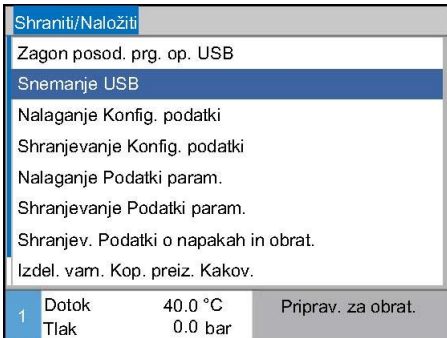 Shraniti/Naložiti
Zagon posod. prg. op. USB
Snemanje USB
Nalaganje Konfig. podatki
Shranjevanje Konfig. podatki
Nalaganje Podatki param.
Shranjevanje Podatki param.
Shranjev. Podatki o napakah in obrat.
Izdel. varn. Kop. preiz. Kakov.
1 Dotok 40.0 °C Priprav. za obrat.
Tlak 0.0 bar